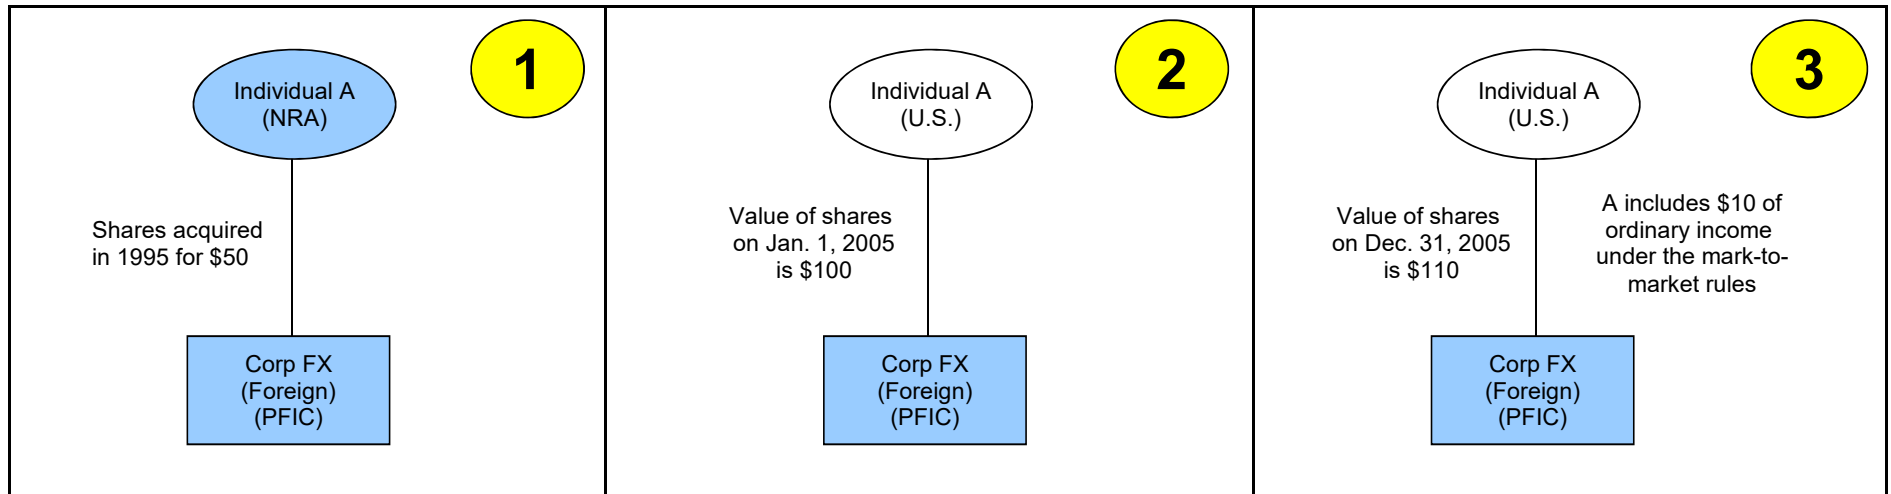 1
Individual A
(NRA)
Shares acquired
in 1995 for $50
Corp FX
(Foreign)
(PFIC)
2
Individual A
(U.S.)
Value of shares
on Jan. 1, 2005
is $100
Corp FX
(Foreign)
(PFIC)
3
Individual A
(U.S.)
Value of shares
on Dec. 31, 2005
is $110
A includes $10 of
ordinary income
under the mark-to-
market rules
Corp FX
(Foreign)
(PFIC)